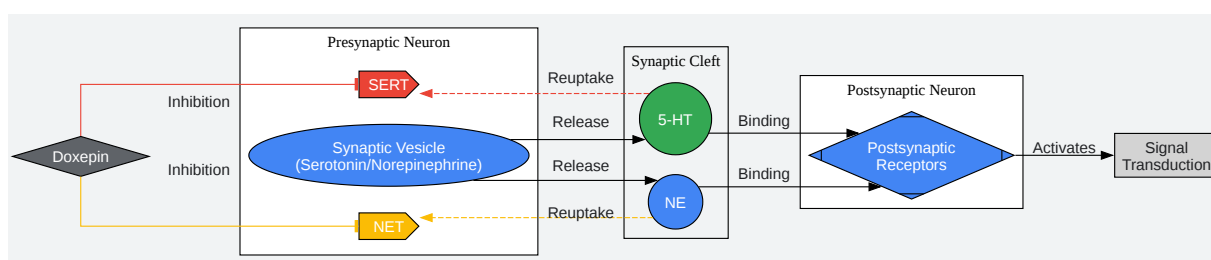 Presynaptic Neuron
Synaptic Cleft
Postsynaptic Neuron
SERT
Reuptake
Inhibition
5-HT
Release
Binding
Doxepin
Synaptic Vesicle
(Serotonin/Norepinephrine)
Postsynaptic
Receptors
Activates
Signal
Transduction
Inhibition
Release
Binding
NE
NET
Reuptake